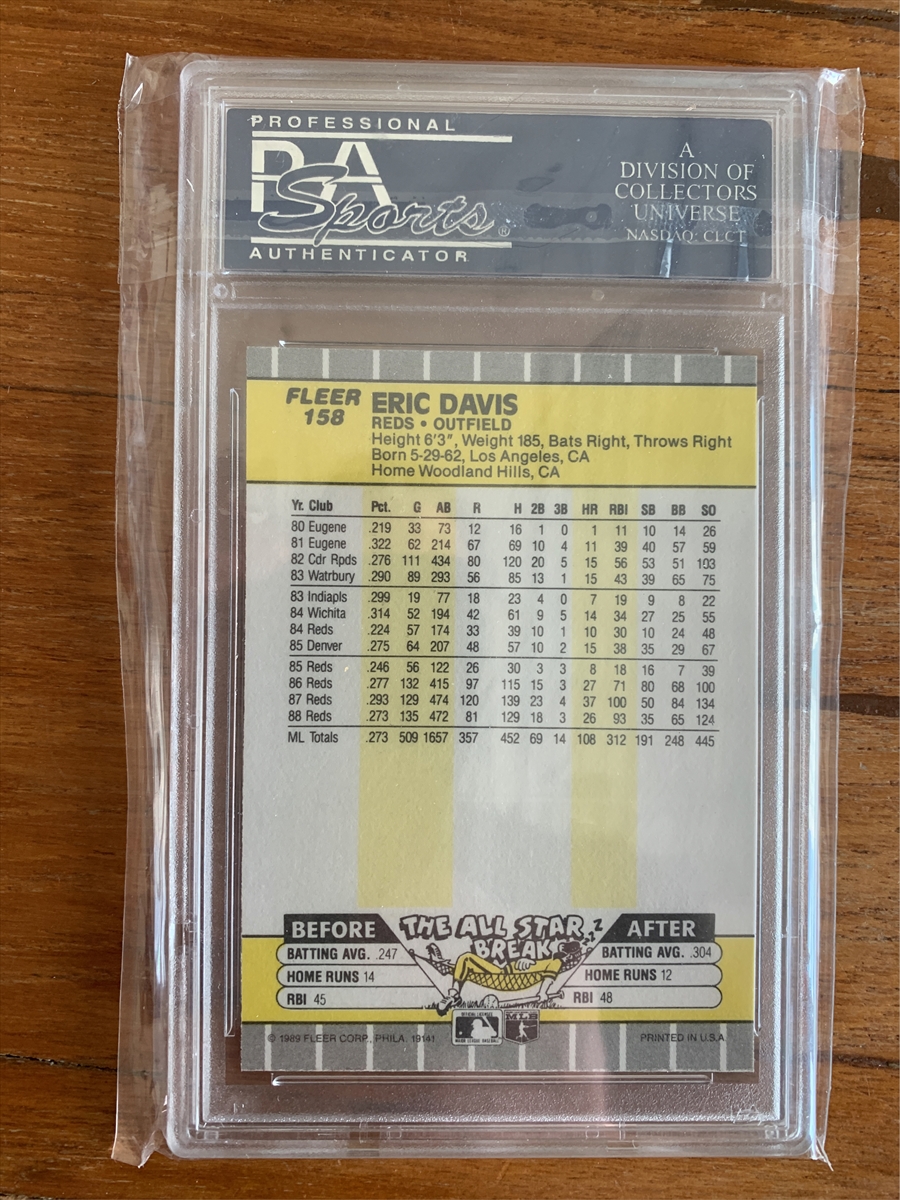 PROFESSIONAL
PSA
Sports®
AUTHENTICATOR
A
DIVISION OF
COLLECTORS
UNIVERSE
NASDAQ: CLCT
FLEER
158
ERIC DAVIS
REDS • OUTFIELD
Height 6'3", Weight 185, Bats Right, Throws Right
Born 5-29-62, Los Angeles, CA
Home Woodland Hills, CA
Yr. Club Pct. G AB R H 2B 3B HR RBI SB BB SO
80 Eugene .219 33 73 12 16 1 0 1 11 10 14 26
81 Eugene .322 62 214 67 69 10 4 11 39 40 57 59
82 Cdr Rpds .276 111 434 80 120 20 5 15 56 53 51 103
83 Watrbury .290 89 293 56 85 13 1 15 43 39 65 75
83 Indiapls .299 19 77 18 23 4 0 7 19 9 8 22
84 Wichita .314 52 194 42 61 9 5 14 34 27 25 55
84 Reds .224 57 174 33 39 10 1 10 30 10 24 48
85 Denver .275 64 207 48 57 10 2 15 38 35 29 67
85 Reds .246 56 122 26 30 3 3 8 18 16 7 39
86 Reds .277 132 415 97 115 15 3 27 71 80 68 100
87 Reds .293 129 474 120 139 23 4 37 100 50 84 134
88 Reds .273 135 472 81 129 18 3 26 93 35 65 124
ML Totals .273 509 1657 357 452 69 14 108 312 191 248 445
BEFORE THE ALL STAR BREAK AFTER
ZZZ
BATTING AVG. .247 BATTING AVG. .304
HOME RUNS 14 HOME RUNS 12
RBI 45 RBI 48
© 1989 FLEER CORP., PHILA. 19141
OFFICIAL LICENSEE
MAJOR LEAGUE BASEBALL
MLB
PRINTED IN U.S.A.